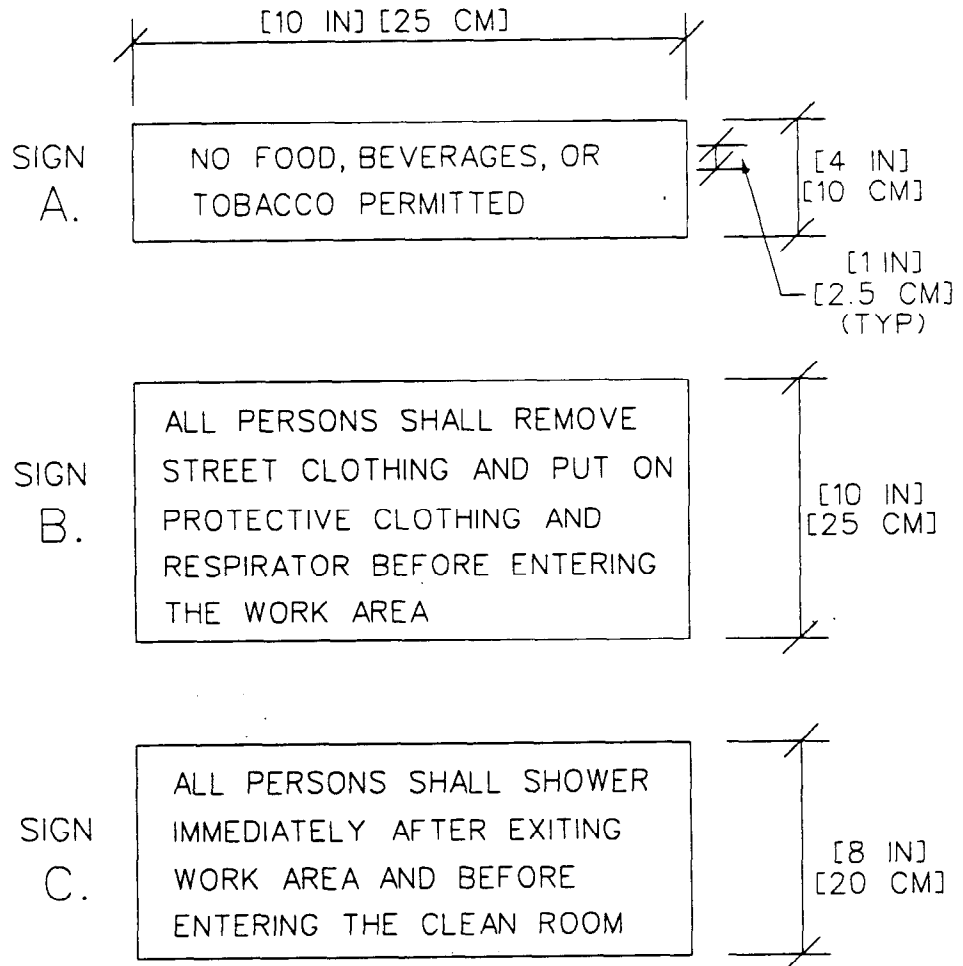 [10 IN] [25 CM]
SIGN
A.
NO FOOD, BEVERAGES, OR
TOBACCO PERMITTED
[4 IN]
[10 CM]
[1 IN]
[2.5 CM]
(TYP)
SIGN
B.
ALL PERSONS SHALL REMOVE
STREET CLOTHING AND PUT ON
PROTECTIVE CLOTHING AND
RESPIRATOR BEFORE ENTERING
THE WORK AREA
[10 IN]
[25 CM]
SIGN
C.
ALL PERSONS SHALL SHOWER
IMMEDIATELY AFTER EXITING
WORK AREA AND BEFORE
ENTERING THE CLEAN ROOM
[8 IN]
[20 CM]